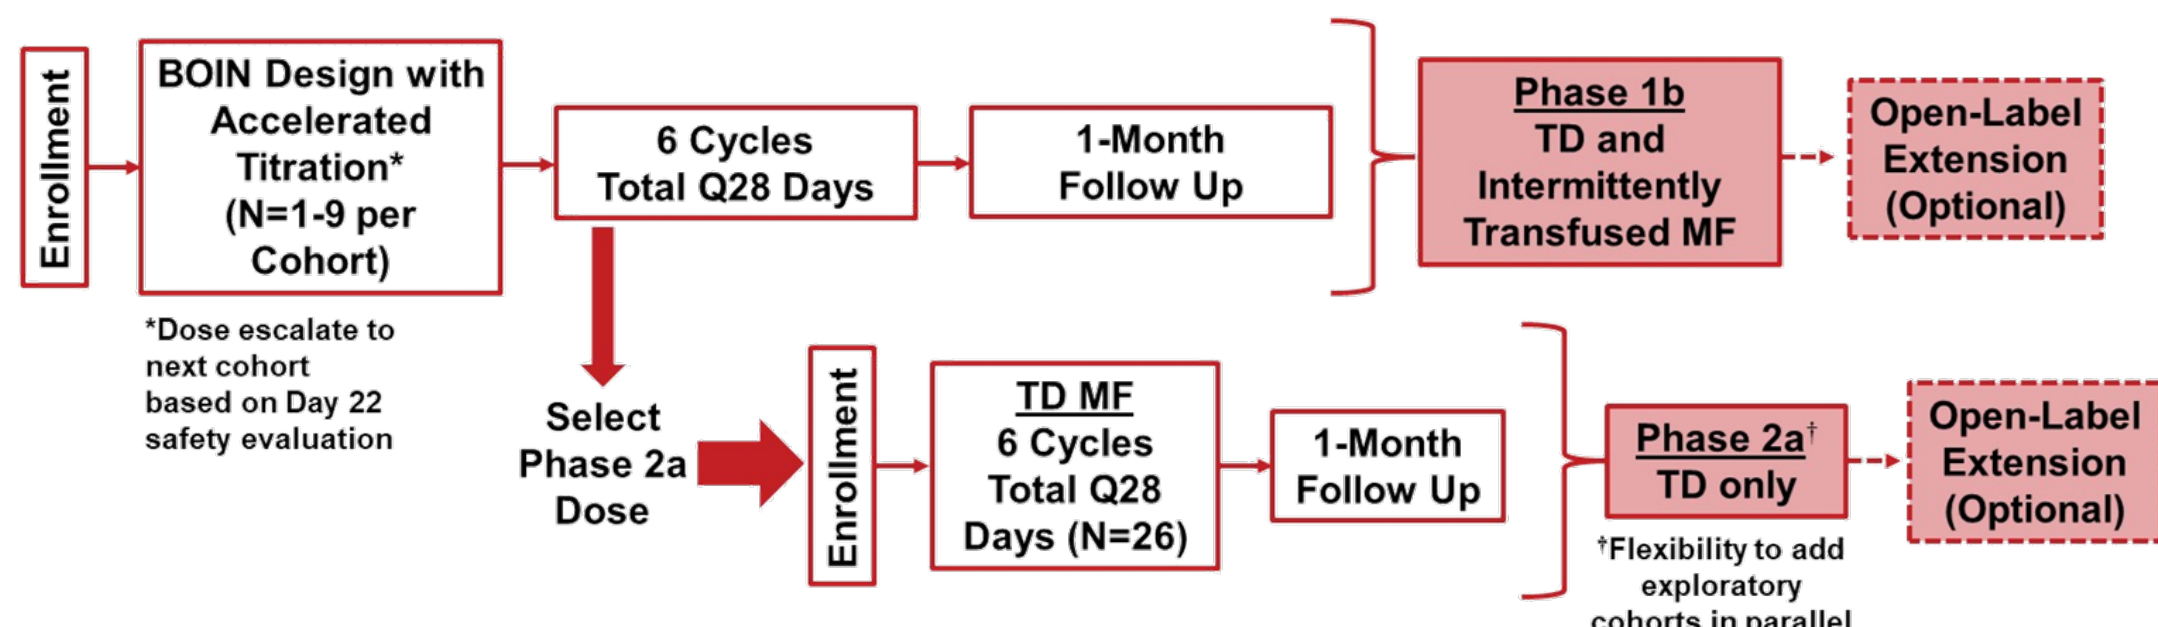 Enrollment
BOIN Design with
Accelerated
Titration*
(N=1-9 per
Cohort)
*Dose escalate to
next cohort
based on Day 22
safety evaluation
6 Cycles
Total Q28 Days
1-Month
Follow Up
Phase 1b
TD and
Intermittently
Transfused MF
Open-Label
Extension
(Optional)
Select
Phase 2a
Dose
Enrollment
TD MF
6 Cycles
Total Q28
Days (N=26)
1-Month
Follow Up
Phase 2a†
TD only
†Flexibility to add
exploratory
cohorts in parallel
Open-Label
Extension
(Optional)